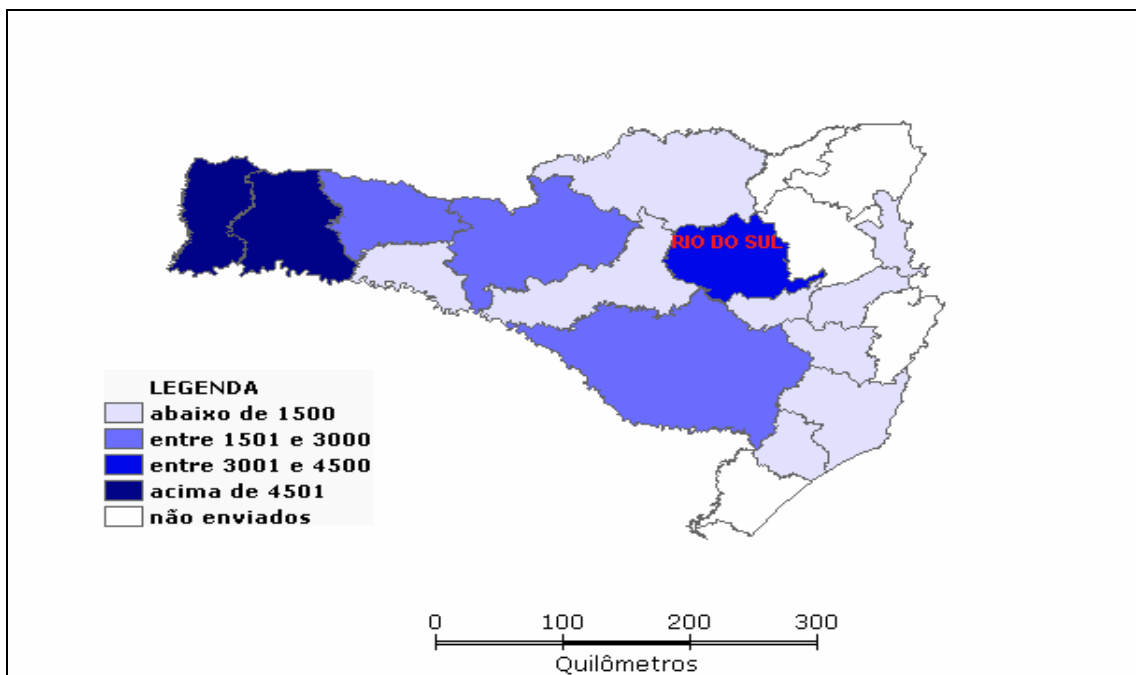 RIO DO SUL
LEGENDA
abaixo de 1500
entre 1501 e 3000
entre 3001 e 4500
acima de 4501
não enviados
0 100 200 300
Quilômetros